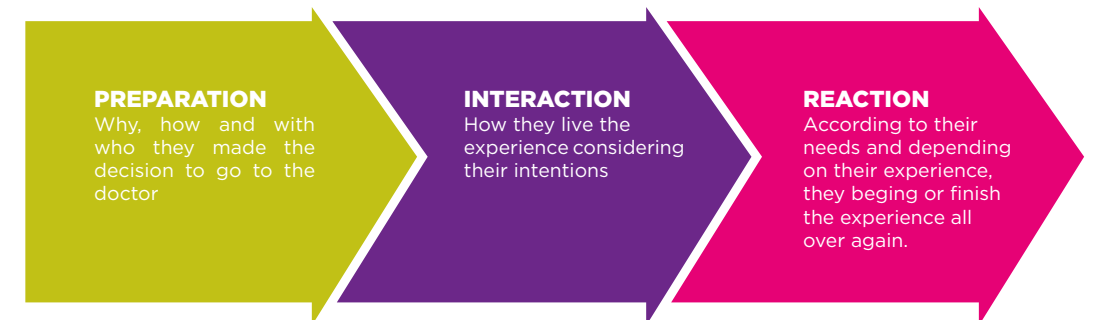 PREPARATION
Why, how and with
who they made the
decision to go to the
doctor
INTERACTION
How they live the
experience considering
their intentions
REACTION
According to their
needs and depending
on their experience,
they beging or finish
the experience all
over again.